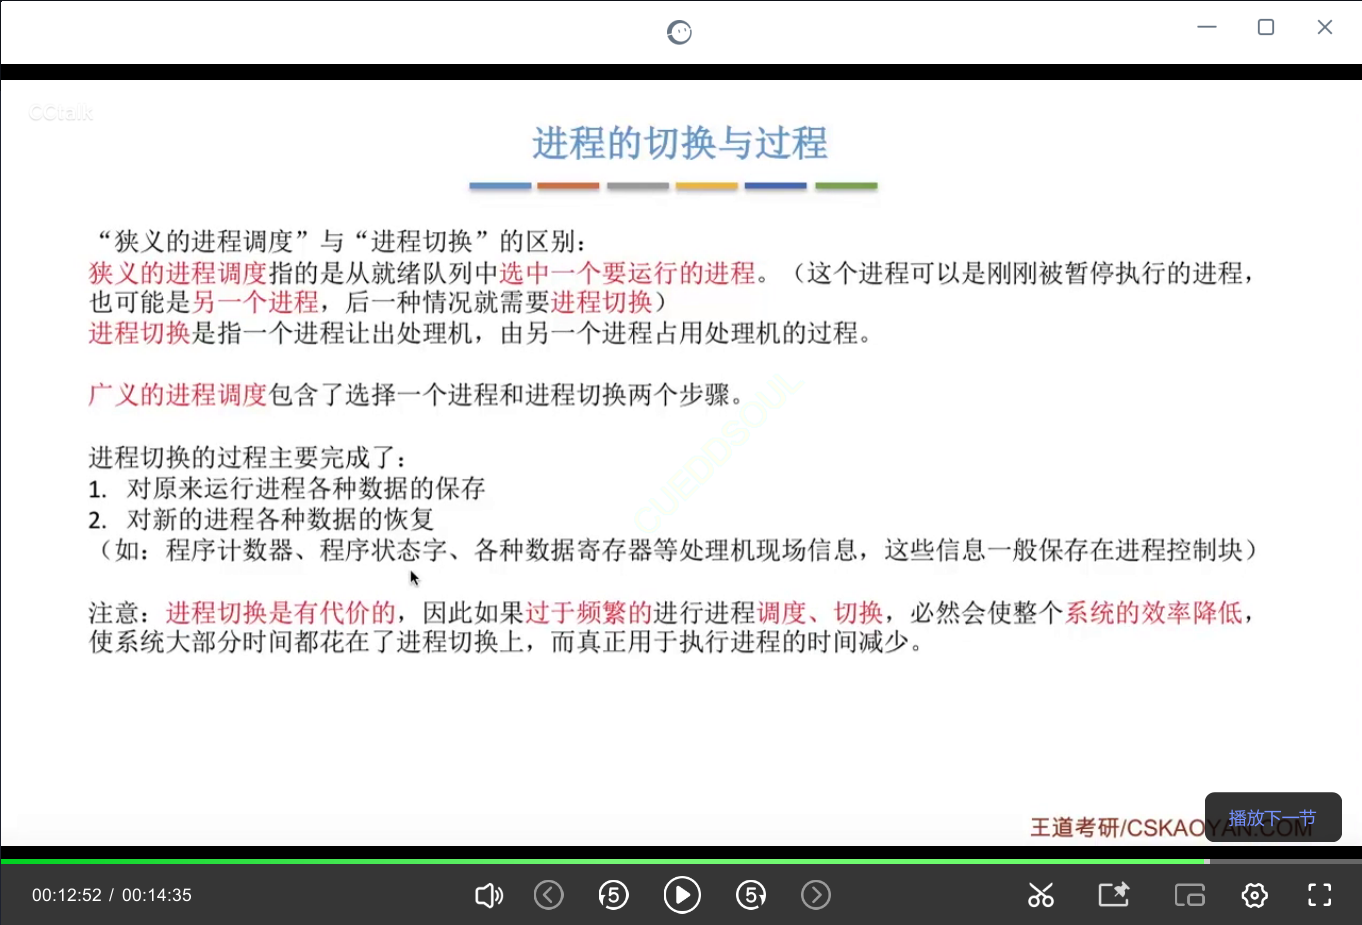 CCtalk
进程的切换与过程
“狭义的进程调度”与“进程切换”的区别：
狭义的进程调度指的是从就绪队列中选中一个要运行的进程。（这个进程可以是刚刚被暂停执行的进程，
也可能是另一个进程，后一种情况就需要进程切换）
进程切换是指一个进程让出处理机，由另一个进程占用处理机的过程。
广义的进程调度包含了选择一个进程和进程切换两个步骤。
CUEDDSOUL
进程切换的过程主要完成了：
1. 对原来运行进程各种数据的保存
2. 对新的进程各种数据的恢复
（如：程序计数器、程序状态字、各种数据寄存器等处理机现场信息，这些信息一般保存在进程控制块）
注意：进程切换是有代价的，因此如果过于频繁的进行进程调度、切换，必然会使整个系统的效率降低，
使系统大部分时间都花在了进程切换上，而真正用于执行进程的时间减少。
王道考研/CSKAOYAN.COM
播放下一节
00:12:52 / 00:14:35
5
5